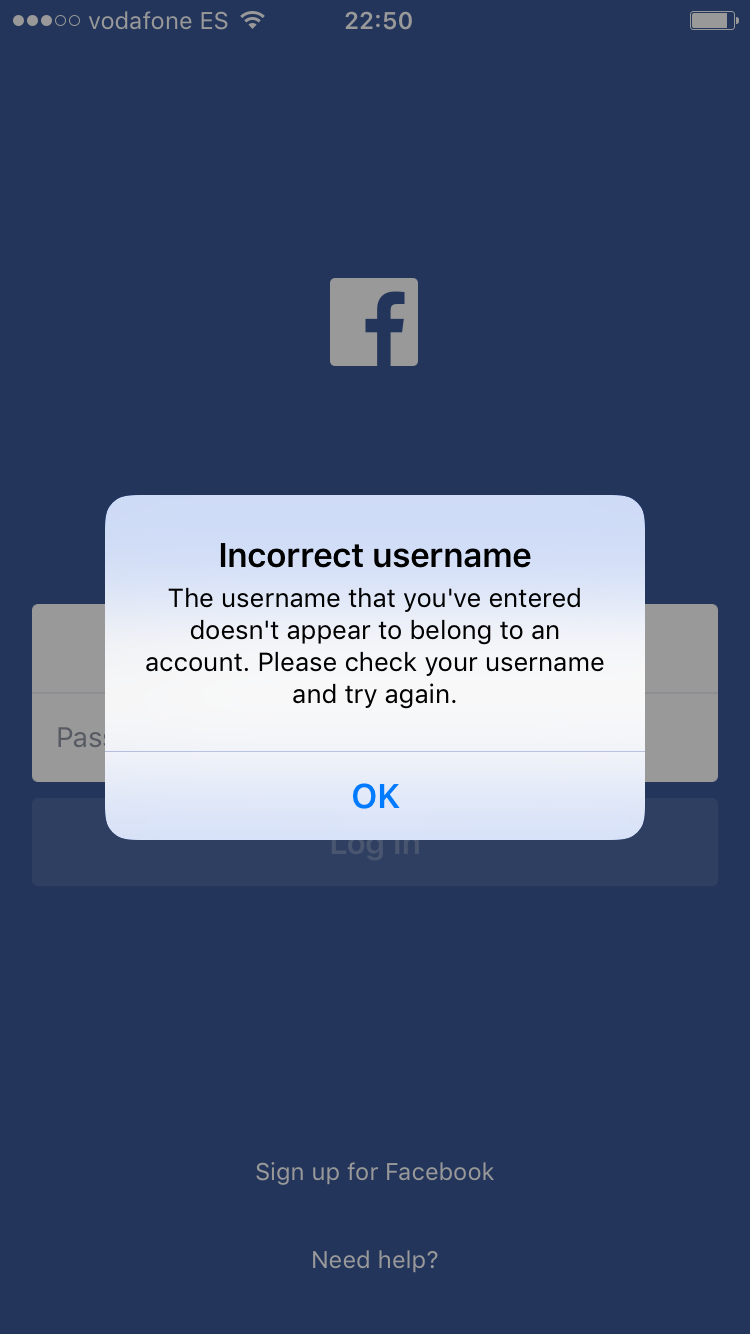 vodafone ES 22:50
Incorrect username
The username that you've entered
doesn't appear to belong to an
account. Please check your username
and try again.
Pas
OK
Log In
Sign up for Facebook
Need help?